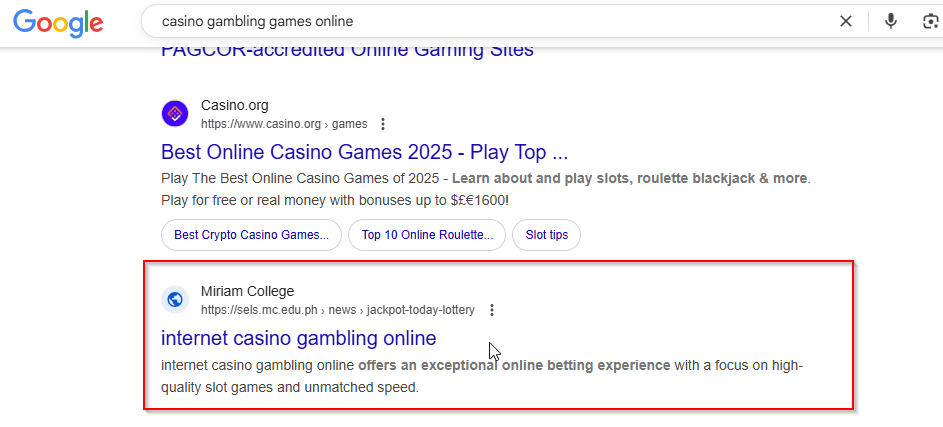 Google
casino gambling games online
PAGCOR-accredited Online Gaming Sites
Casino.org
https://www.casino.org › games
Best Online Casino Games 2025 - Play Top ...
Play The Best Online Casino Games of 2025 - Learn about and play slots, roulette blackjack & more.
Play for free or real money with bonuses up to $£€1600!
Best Crypto Casino Games... Top 10 Online Roulette... Slot tips
Miriam College
https://sels.mc.edu.ph › news › jackpot-today-lottery
internet casino gambling online
internet casino gambling online offers an exceptional online betting experience with a focus on high-
quality slot games and unmatched speed.